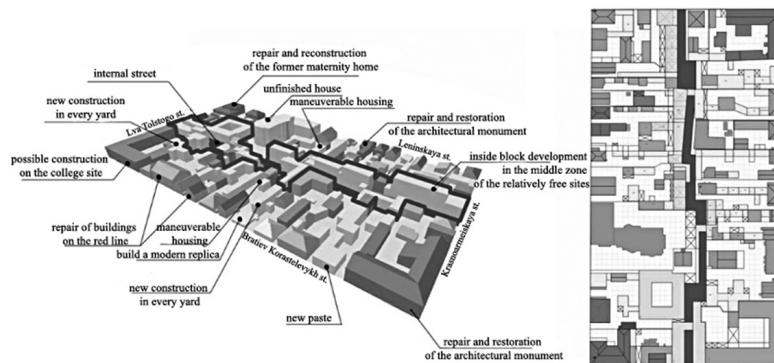 repair and reconstruction
of the former maternity home
internal street
unfinished house
maneuverable housing
new construction
in every yard
Lva Tolstogo st.
repair and restoration
of the architectural monument
Leninskaya st.
possible construction
on the college site
inside block development
in the middle zone
of the relatively free sites
repair of buildings
on the red line
maneuverable
housing
build a modern replica
Bratiev Korastelevykh st.
Krasnoarmeiskaya st.
new construction
in every yard
new paste
repair and restoration
of the architectural monument